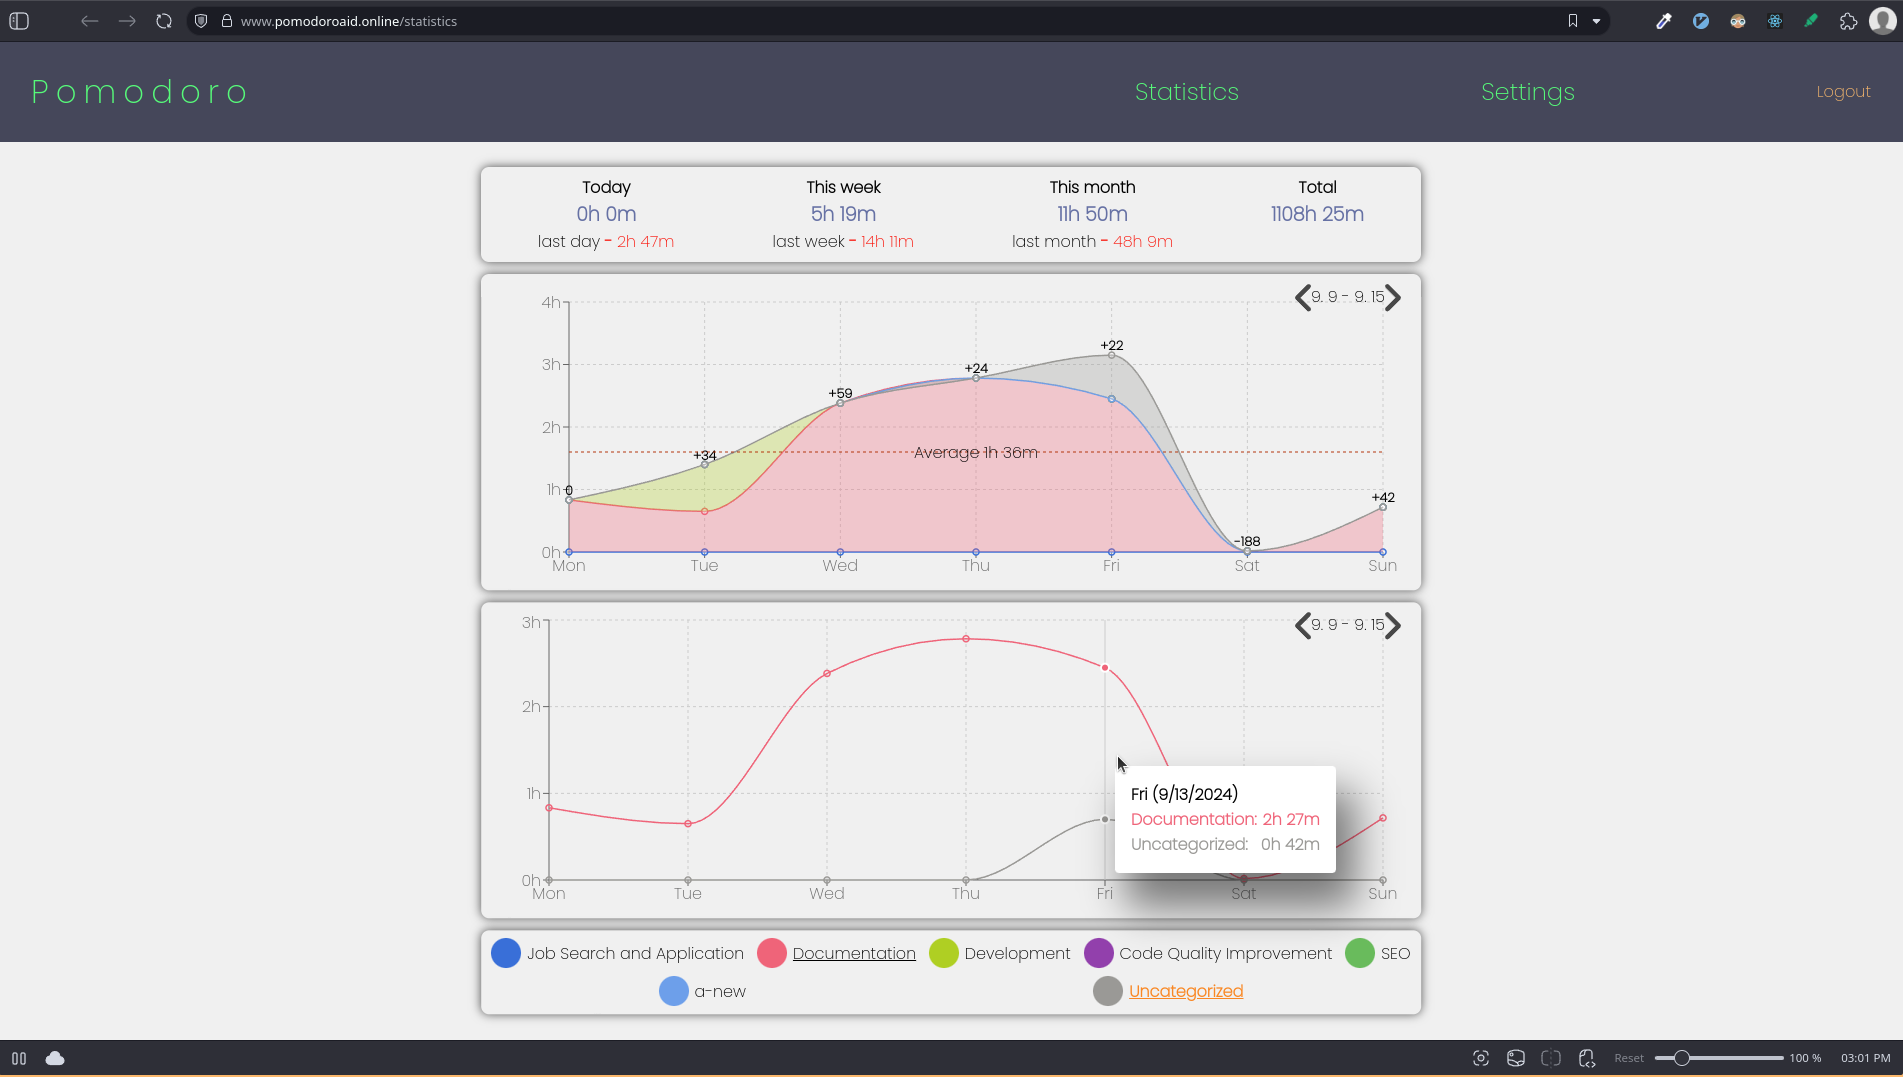 www.pomodoroaid.online/statistics
Pomodoro
Statistics
Settings
Logout
Today
0h 0m
last day - 2h 47m
This week
5h 19m
last week - 14h 11m
This month
11h 50m
last month - 48h 9m
Total
1108h 25m
9. 9 - 9. 15
4h
3h
2h
1h
0h
0
+34
+59
+24
+22
-188
+42
Average 1h 36m
Mon Tue Wed Thu Fri Sat Sun
9. 9 - 9. 15
3h
2h
1h
0h
Fri (9/13/2024)
Documentation: 2h 27m
Uncategorized: 0h 42m
Mon Tue Wed Thu Fri Sat Sun
Job Search and Application Documentation Development Code Quality Improvement SEO
a-new Uncategorized
Reset 100 % 03:01 PM